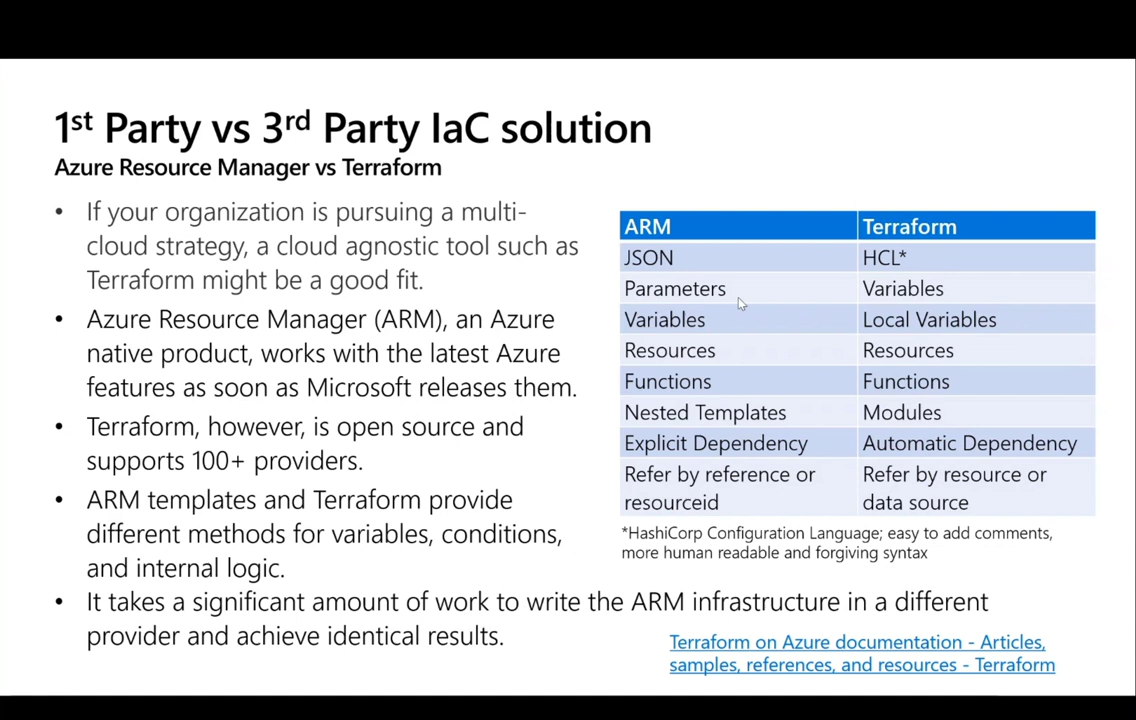 1st Party vs 3rd Party IaC solution
Azure Resource Manager vs Terraform
• If your organization is pursuing a multi-
cloud strategy, a cloud agnostic tool such as
Terraform might be a good fit.
• Azure Resource Manager (ARM), an Azure
native product, works with the latest Azure
features as soon as Microsoft releases them.
• Terraform, however, is open source and
supports 100+ providers.
• ARM templates and Terraform provide
different methods for variables, conditions,
and internal logic.
• It takes a significant amount of work to write the ARM infrastructure in a different
provider and achieve identical results.
ARM Terraform
JSON HCL*
Parameters Variables
Variables Local Variables
Resources Resources
Functions Functions
Nested Templates Modules
Explicit Dependency Automatic Dependency
Refer by reference or Refer by resource or
resourceid data source
*HashiCorp Configuration Language; easy to add comments,
more human readable and forgiving syntax
Terraform on Azure documentation - Articles,
samples, references, and resources - Terraform